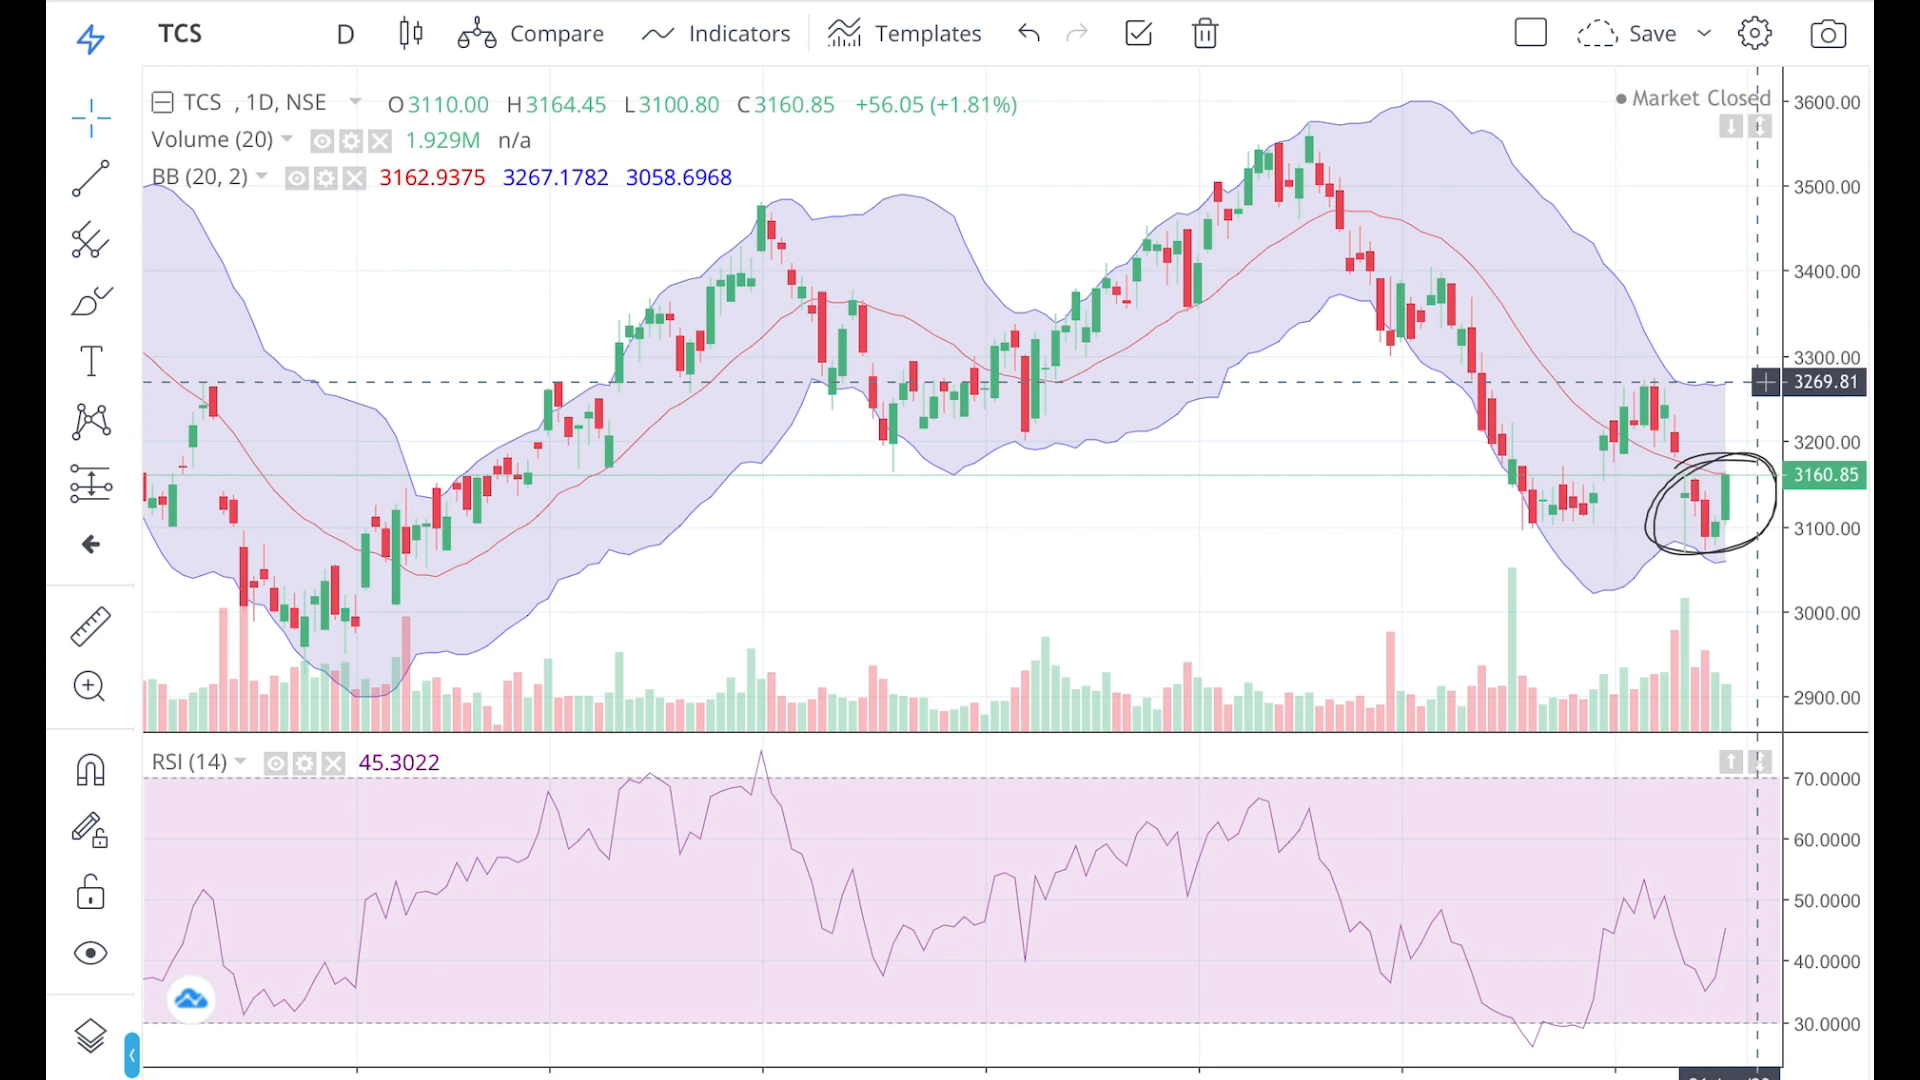 TCS D Compare Indicators Templates Save
TCS , 1D, NSE O3110.00 H3164.45 L3100.80 C3160.85 +56.05 (+1.81%)
Market Closed
Volume (20) 1.929M n/a
BB (20, 2) 3162.9375 3267.1782 3058.6968
3600.00
3500.00
3400.00
3300.00
3269.81
3200.00
3160.85
3100.00
3000.00
2900.00
RSI (14) 45.3022
70.0000
60.0000
50.0000
40.0000
30.0000